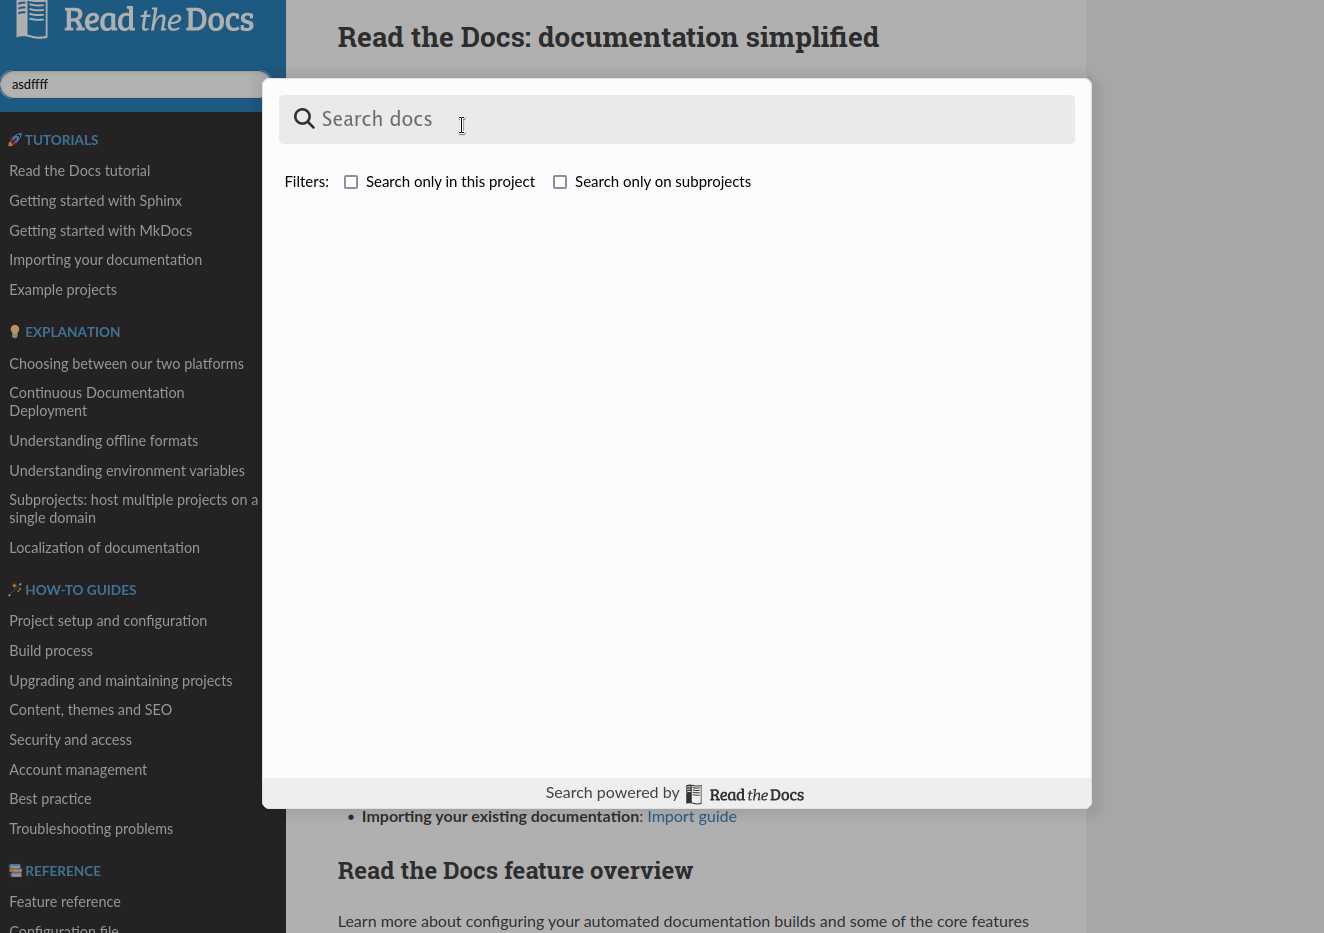 Read the Docs
asdffff
TUTORIALS
Read the Docs tutorial
Getting started with Sphinx
Getting started with MkDocs
Importing your documentation
Example projects
EXPLANATION
Choosing between our two platforms
Continuous Documentation
Deployment
Understanding offline formats
Understanding environment variables
Subprojects: host multiple projects on a
single domain
Localization of documentation
HOW-TO GUIDES
Project setup and configuration
Build process
Upgrading and maintaining projects
Content, themes and SEO
Security and access
Account management
Best practice
Troubleshooting problems
REFERENCE
Feature reference
Configuration file
Read the Docs: documentation simplified
Search docs
Filters: Search only in this project Search only on subprojects
Search powered by Read the Docs
• Importing your existing documentation: Import guide
Read the Docs feature overview
Learn more about configuring your automated documentation builds and some of the core features